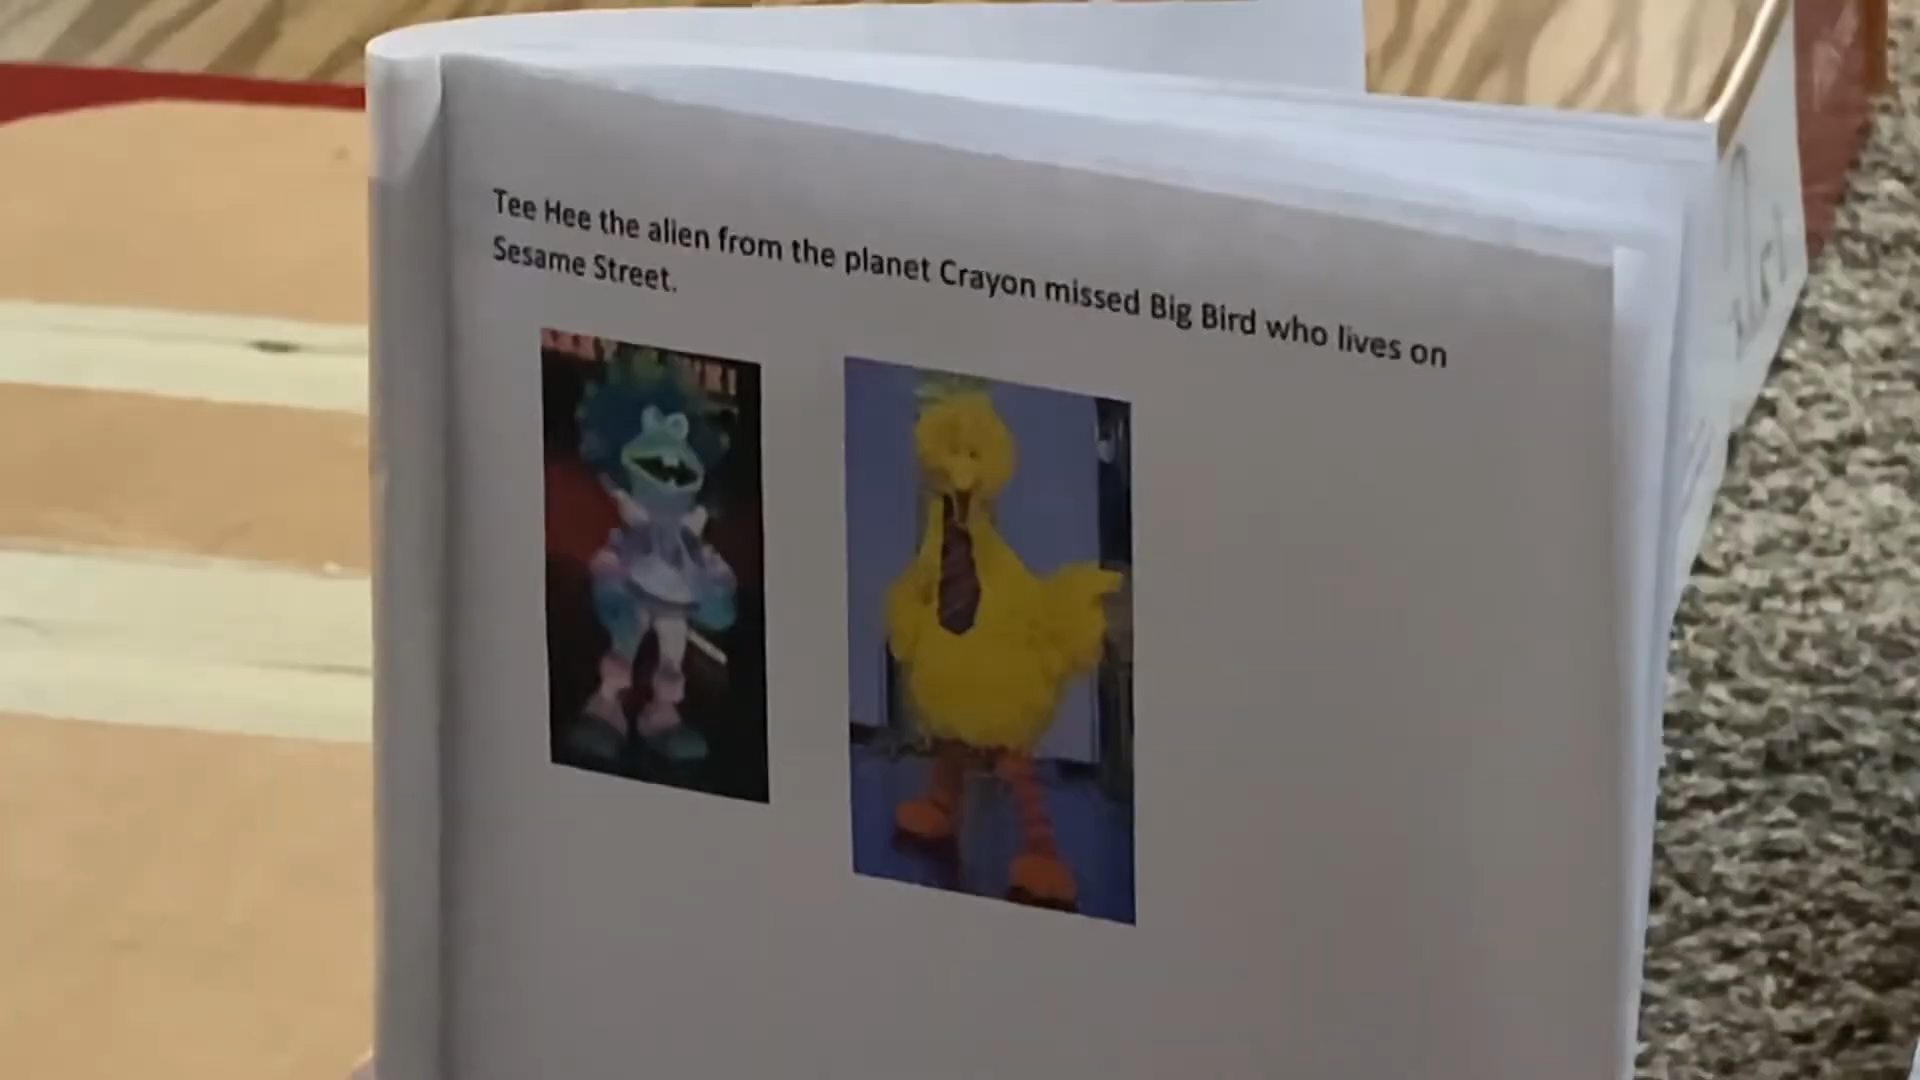 Tee Hee the alien from the planet Crayon missed Big Bird who lives on
Sesame Street.